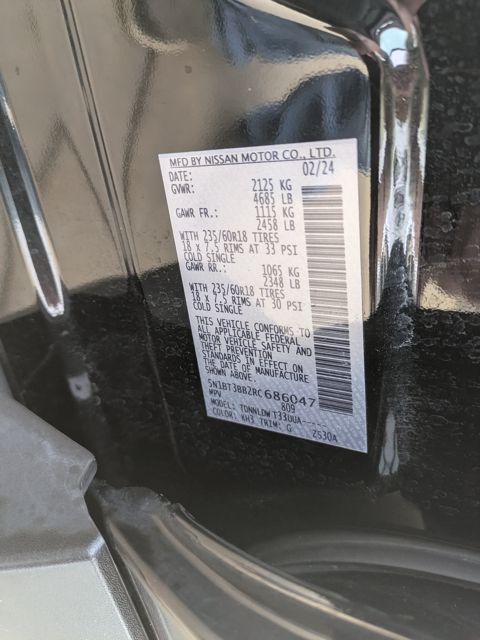 MFD BY NISSAN MOTOR CO., LTD.
DATE: 02/24
GVWR: 2125 KG
4685 LB
GAWR FR.: 1115 KG
2458 LB
WITH 235/60R18 TIRES
18 x 7.5 RIMS AT 33 PSI
COLD SINGLE
GAWR RR.: 1065 KG
2348 LB
WITH 235/60R18 TIRES
18 x 7.5 RIMS AT 30 PSI
COLD SINGLE
THIS VEHICLE CONFORMS TO
ALL APPLICABLE FEDERAL
MOTOR VEHICLE SAFETY AND
THEFT PREVENTION
STANDARDS IN EFFECT ON
THE DATE OF MANUFACTURE
SHOWN ABOVE.
5N1BT3BB2RC686047
MPV 809
MODEL: TDNNLDW T33UUA-----
COLOR: KH3 TRIM: G 2530A